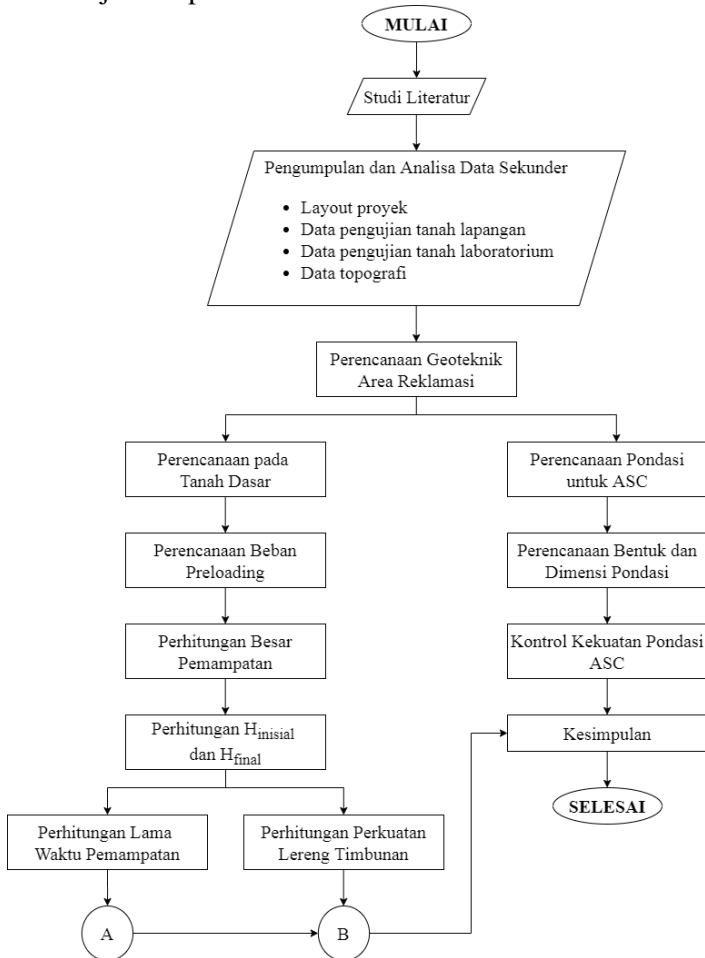 MULAI
Studi Literatur
Pengumpulan dan Analisa Data Sekunder
• Layout proyek
• Data pengujian tanah lapangan
• Data pengujian tanah laboratorium
• Data topografi
Perencanaan Geoteknik
Area Reklamasi
Perencanaan pada
Tanah Dasar
Perencanaan Beban
Preloading
Perhitungan Besar
Pemampatan
Perhitungan Hinisial
dan Hfinal
Perhitungan Lama
Waktu Pemampatan
Perhitungan Perkuatan
Lereng Timbunan
A
B
Perencanaan Pondasi
untuk ASC
Perencanaan Bentuk dan
Dimensi Pondasi
Kontrol Kekuatan Pondasi
ASC
Kesimpulan
SELESAI